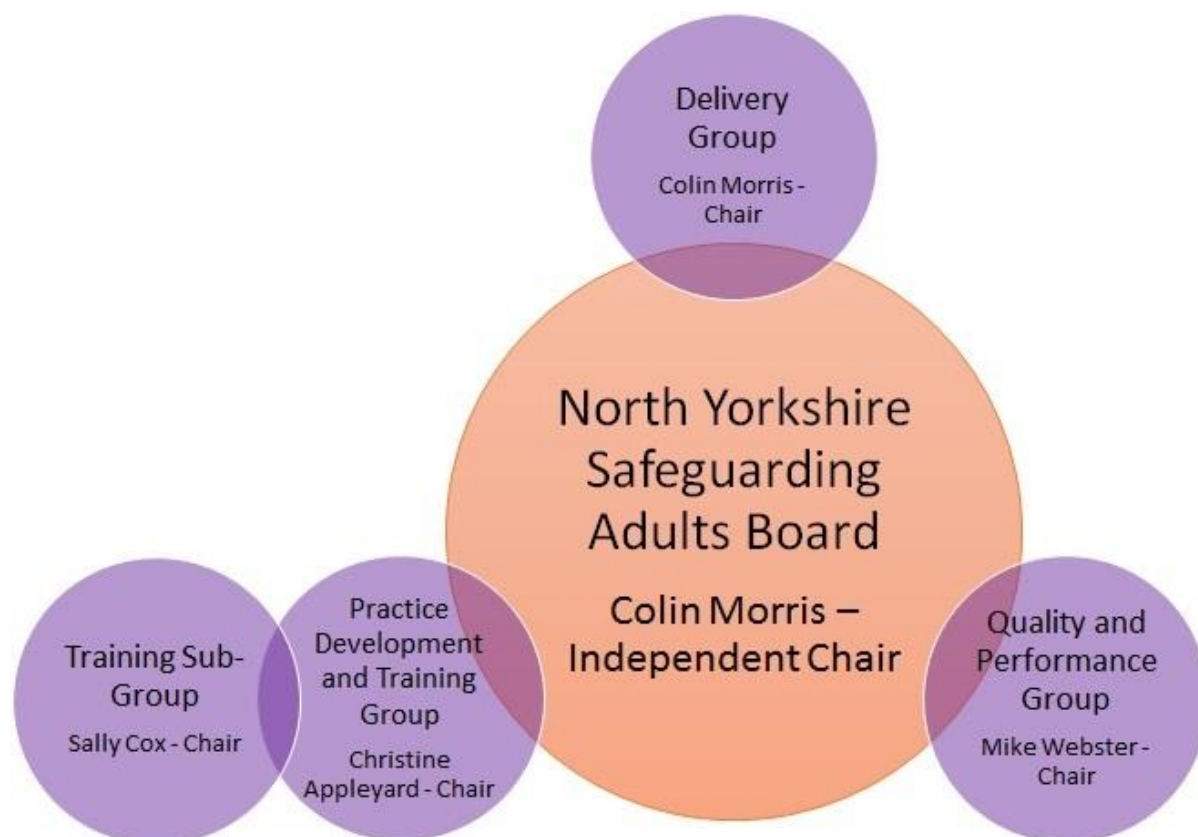 Delivery
Group
Colin Morris -
Chair
North Yorkshire
Safeguarding
Adults Board
Colin Morris –
Independent Chair
Training Sub-
Group
Sally Cox - Chair
Practice
Development
and Training
Group
Christine
Appleyard - Chair
Quality and
Performance
Group
Mike Webster -
Chair